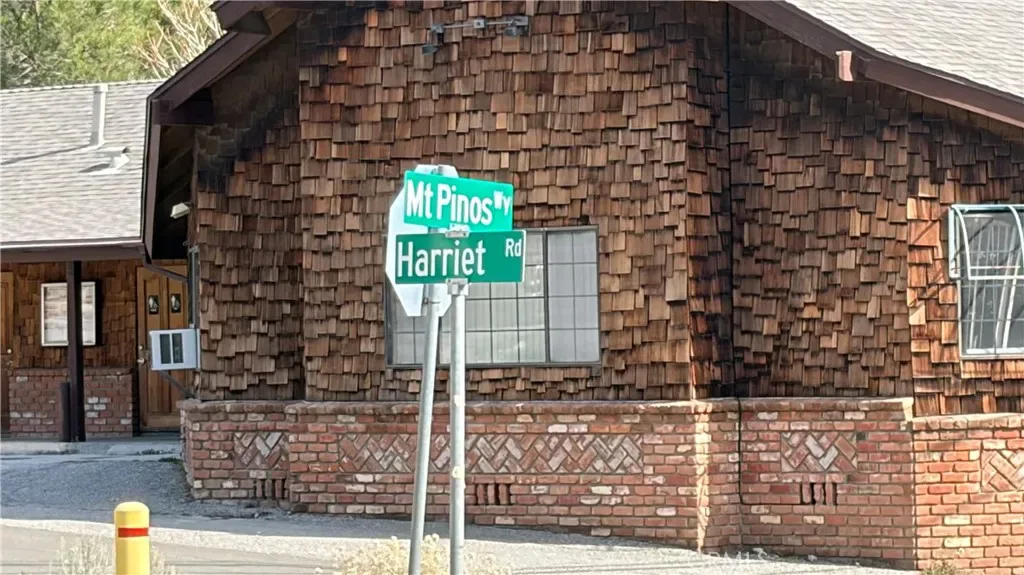 Mt Pinos Wy
Harriet Rd